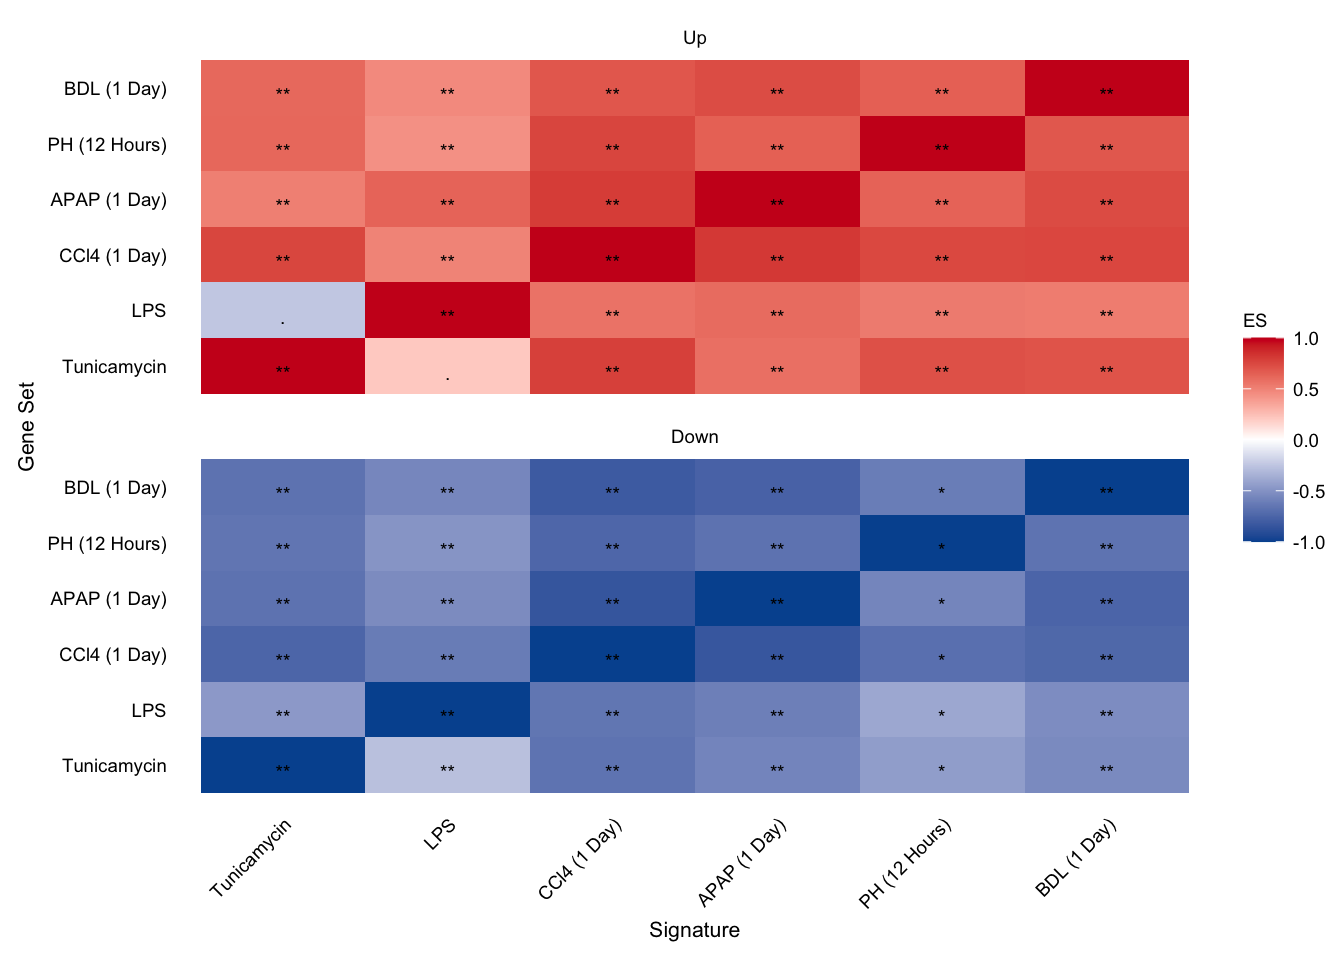 Up
BDL (1 Day) ** ** ** ** ** **
PH (12 Hours) ** ** ** ** ** **
APAP (1 Day) ** ** ** ** ** **
CCl4 (1 Day) ** ** ** ** ** **
LPS . ** ** ** ** **
Tunicamycin ** . ** ** ** **
Gene Set
Down
BDL (1 Day) ** ** ** ** * **
PH (12 Hours) ** ** ** ** * **
APAP (1 Day) ** ** ** ** * **
CCl4 (1 Day) ** ** ** ** * **
LPS ** ** ** ** * **
Tunicamycin ** ** ** ** * **
Tunicamycin
LPS
CCl4 (1 Day)
APAP (1 Day)
PH (12 Hours)
BDL (1 Day)
Signature
ES
1.0
0.5
0.0
-0.5
-1.0